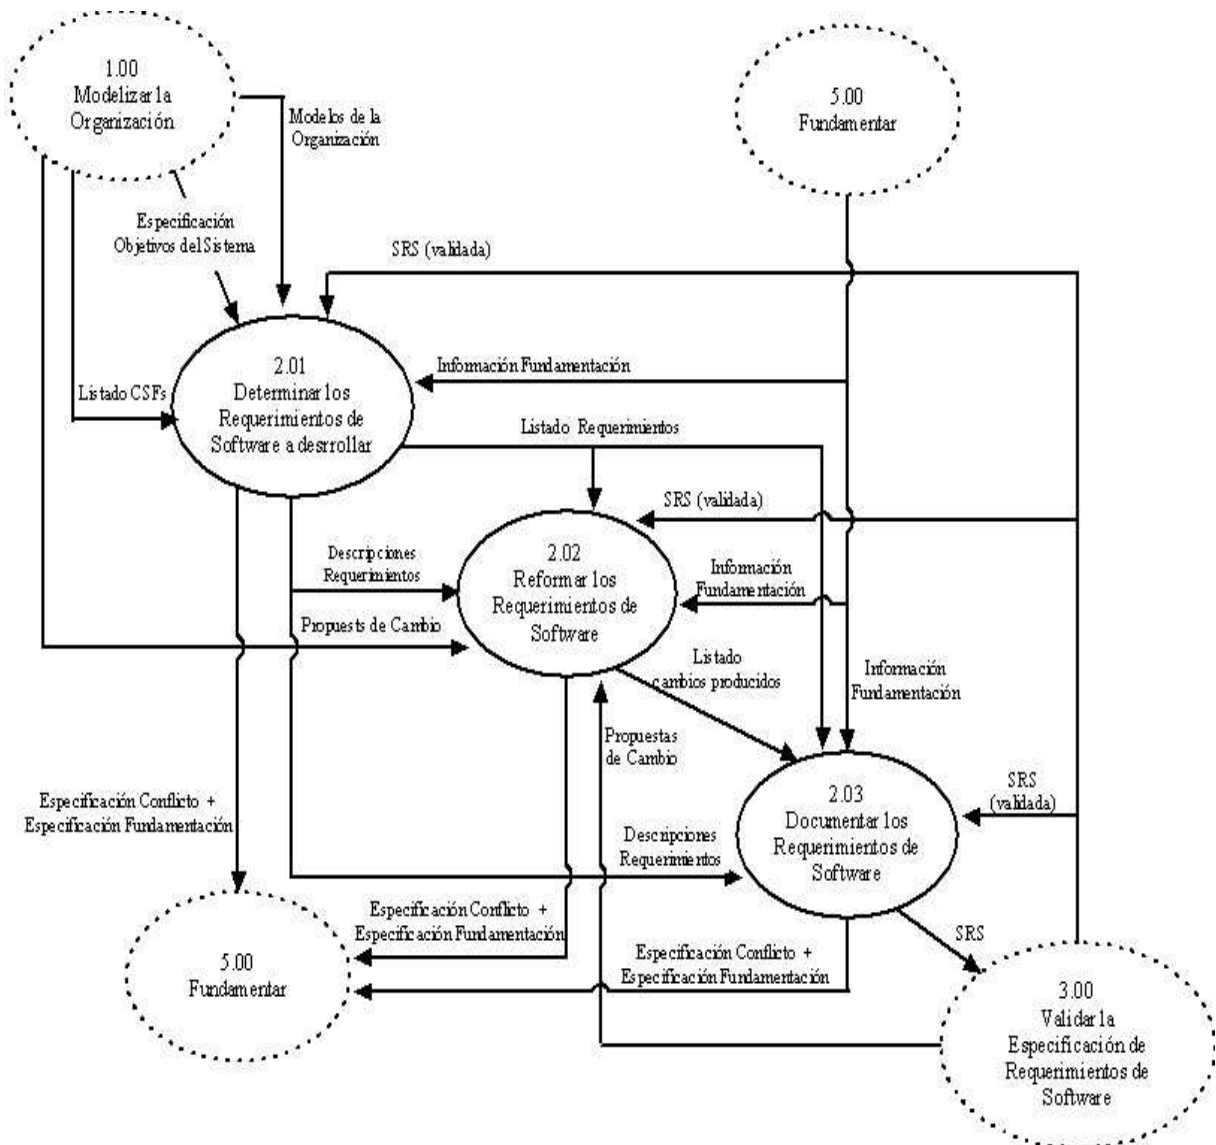 1.00
Modelizar la
Organización
5.00
Fundamentar
Modelos de la
Organización
Especificación
Objetivos del Sistema
SRS (validada)
2.01
Determinar los
Requerimientos de
Software a desrrollar
Información Fundamentación
Listado CSFs
Listado Requerimientos
SRS (validada)
2.02
Reformar los
Requerimientos de
Software
Descripciones
Requerimientos
Información
Fundamentación
Propuests de Cambio
Listado
cambios producidos
Información
Fundamentación
Propuestas
de Cambio
2.03
Documentar los
Requerimientos de
Software
SRS
(validada)
Especificación Conflicto +
Especificación Fundamentación
Descripciones
Requerimientos
Especificación Conflicto +
Especificación Fundamentación
SRS
Especificación Conflicto +
Especificación Fundamentación
5.00
Fundamentar
3.00
Validar la
Especificación de
Requerimientos de
Software